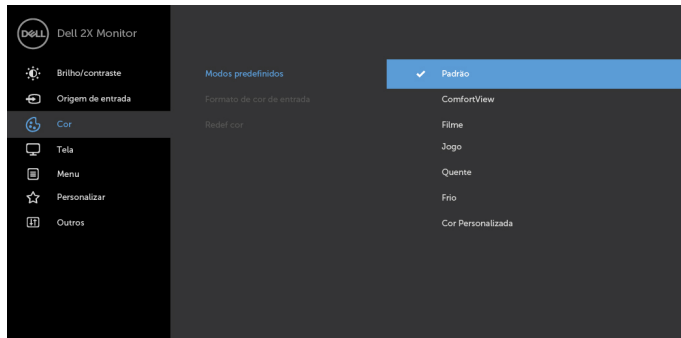 DELL
Dell 2X Monitor
Brilho/contraste
Origem de entrada
Cor
Tela
Menu
Personalizar
Outros
Modos predefinidos
Formato de cor de entrada
Redef cor
Padrão
ComfortView
Filme
Jogo
Quente
Frio
Cor Personalizada